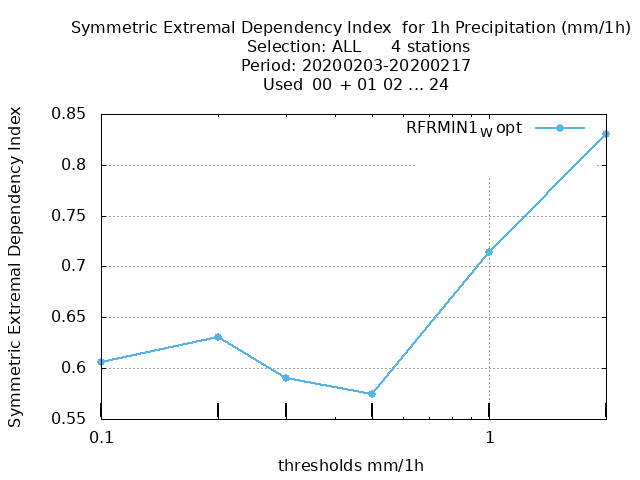 Symmetric Extremal Dependency Index for 1h Precipitation (mm/1h)
Selection: ALL 4 stations
Period: 20200203-20200217
Used 00 + 01 02 ... 24
RFRMIN1_W opt
Symmetric Extremal Dependency Index
0.85
0.8
0.75
0.7
0.65
0.6
0.55
0.1 1
thresholds mm/1h